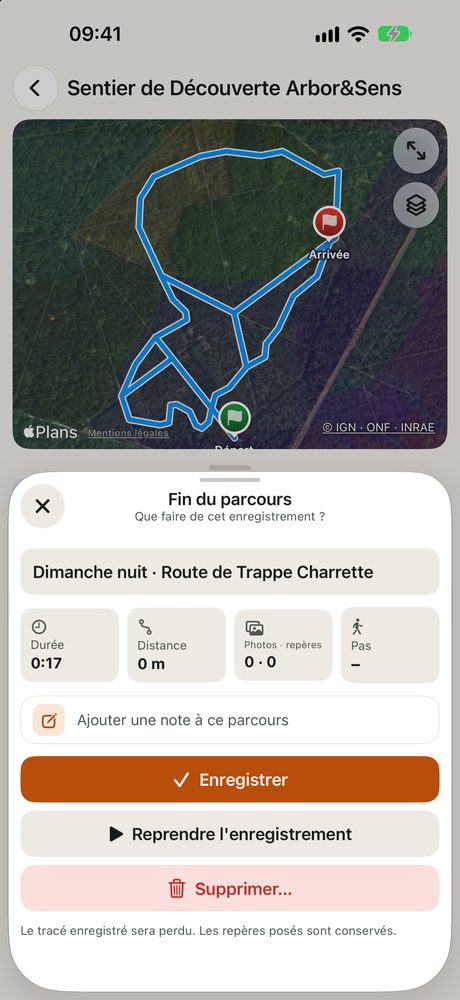 09:41
Sentier de Découverte Arbor&Sens
Arrivée
Départ
Plans
Mentions légales
© IGN · ONF · INRAE
Fin du parcours
Que faire de cet enregistrement ?
Dimanche nuit · Route de Trappe Charrette
Durée
0:17
Distance
0 m
Photos · repères
0 · 0
Pas
–
Ajouter une note à ce parcours
Enregistrer
Reprendre l'enregistrement
Supprimer...
Le tracé enregistré sera perdu. Les repères posés sont conservés.